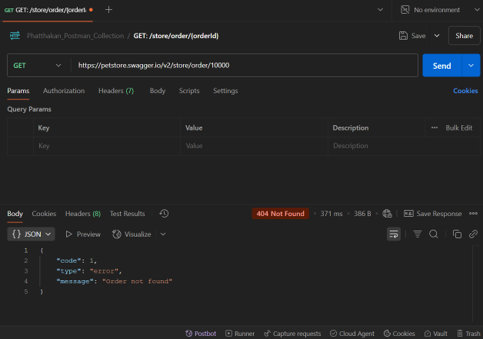 GET GET: /store/order/{orderI
No environment
Phatthakan_Postman_Collection / GET: /store/order/{orderId}
Save
Share
GET
https://petstore.swagger.io/v2/store/order/10000
Send
Params Authorization Headers (7) Body Scripts Settings Cookies
Query Params
Key Value Description ••• Bulk Edit
Key Value Description
Body Cookies Headers (8) Test Results 404 Not Found • 371 ms • 386 B • Save Response •••
{} JSON Preview Visualize
1 {
2 "code": 1,
3 "type": "error",
4 "message": "Order not found"
5 }
Postbot Runner Capture requests Cloud Agent Cookies Vault Trash